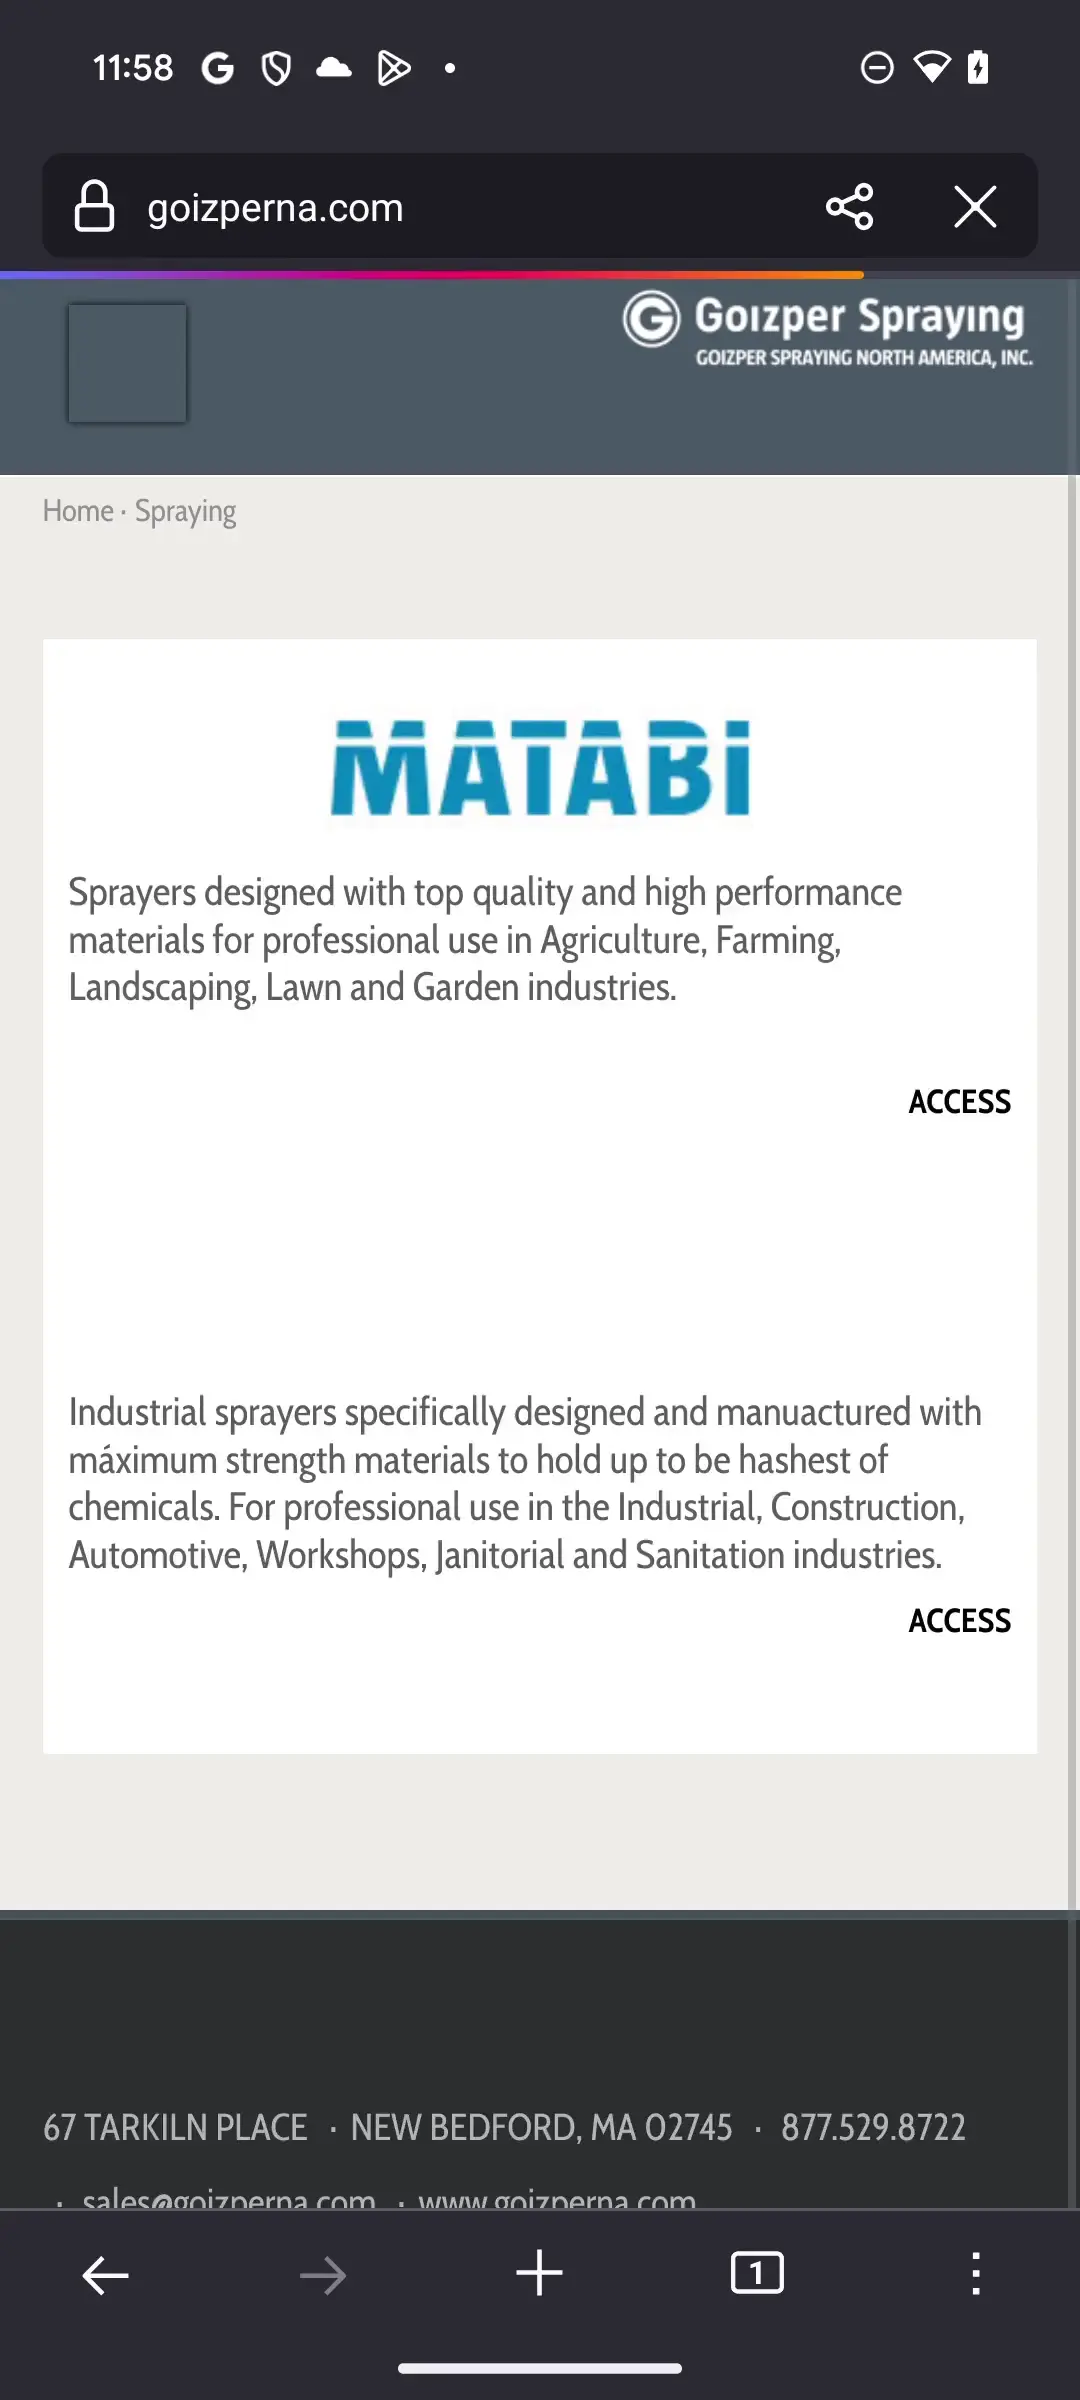 11:58
goizperna.com
Goizper Spraying
GOIZPER SPRAYING NORTH AMERICA, INC.
Home · Spraying
MATABi
Sprayers designed with top quality and high performance
materials for professional use in Agriculture, Farming,
Landscaping, Lawn and Garden industries.
ACCESS
Industrial sprayers specifically designed and manuactured with
máximum strength materials to hold up to be hashest of
chemicals. For professional use in the Industrial, Construction,
Automotive, Workshops, Janitorial and Sanitation industries.
ACCESS
67 TARKILN PLACE · NEW BEDFORD, MA 02745 · 877.529.8722
· sales@goizperna.com · www.goizperna.com
1